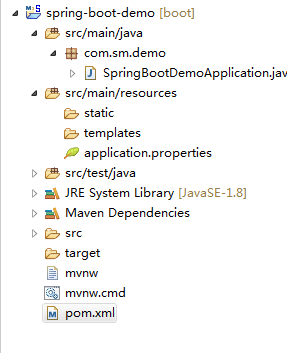 spring-boot-demo [boot]
src/main/java
com.sm.demo
SpringBootDemoApplication.jav
src/main/resources
static
templates
application.properties
src/test/java
JRE System Library [JavaSE-1.8]
Maven Dependencies
src
target
mvnw
mvnw.cmd
pom.xml